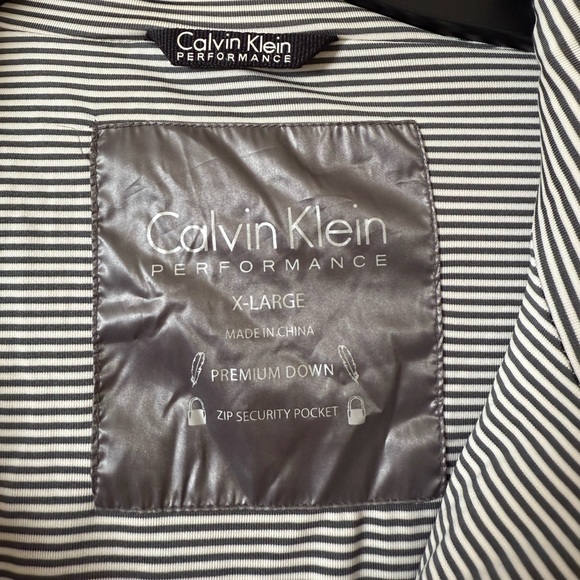 Calvin Klein
PERFORMANCE
Calvin Klein
PERFORMANCE
X-LARGE
MADE IN CHINA
PREMIUM DOWN
ZIP SECURITY POCKET